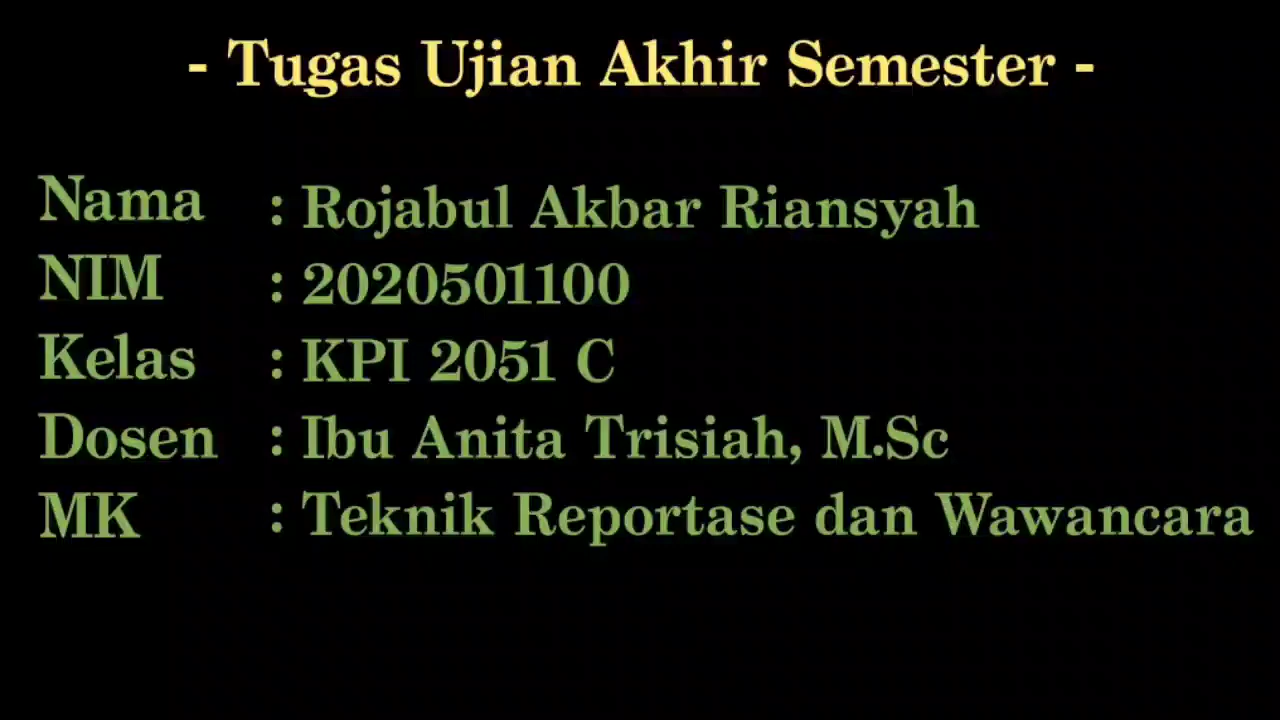 - Tugas Ujian Akhir Semester -
Nama : Rojabul Akbar Riansyah
NIM : 2020501100
Kelas : KPI 2051 C
Dosen : Ibu Anita Trisiah, M.Sc
MK : Teknik Reportase dan Wawancara